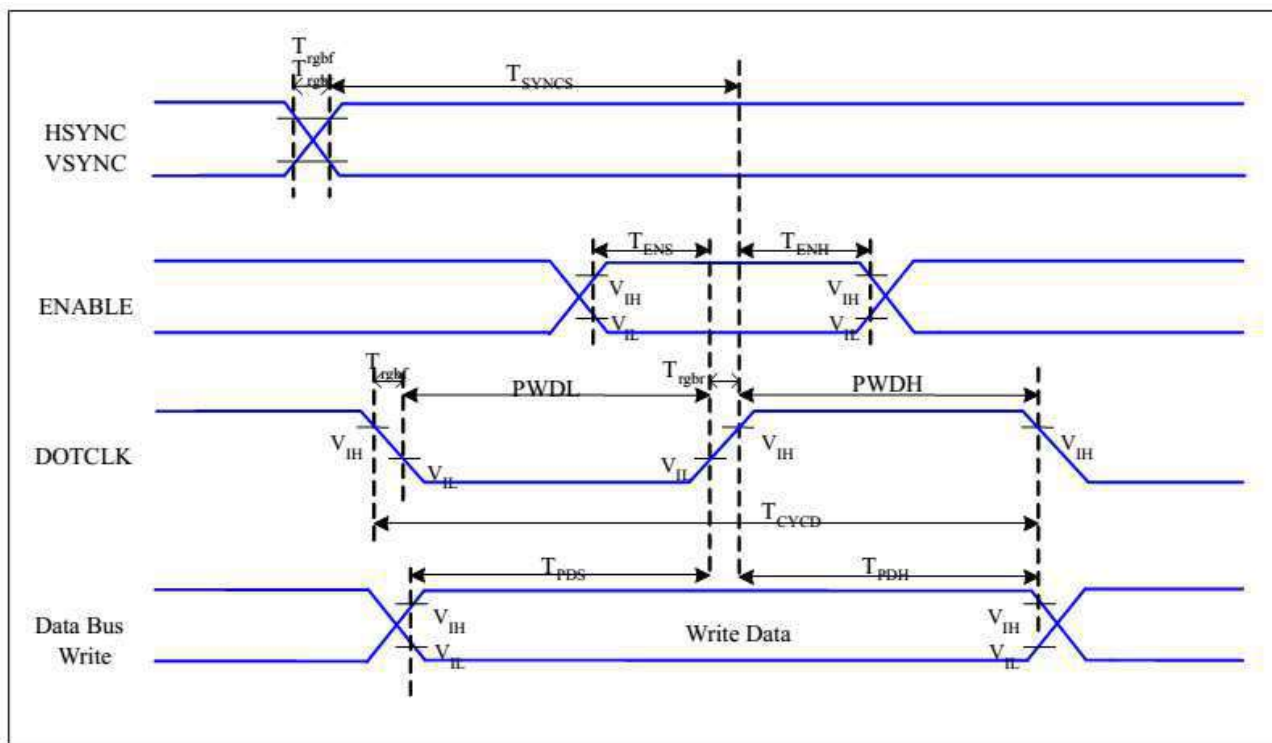 Trgbf
Trgbr
TSYNCS
HSYNC
VSYNC
TENS
TENH
VIH
VIH
ENABLE
VIL
VIL
Trgbf
Trgbr
PWDL
PWDH
VIH
VIH
VIH
DOTCLK
VIL
VIL
TCYCD
TPDS
TPDH
VIH
VIH
Data Bus
Write
Write Data
VIL
VIL